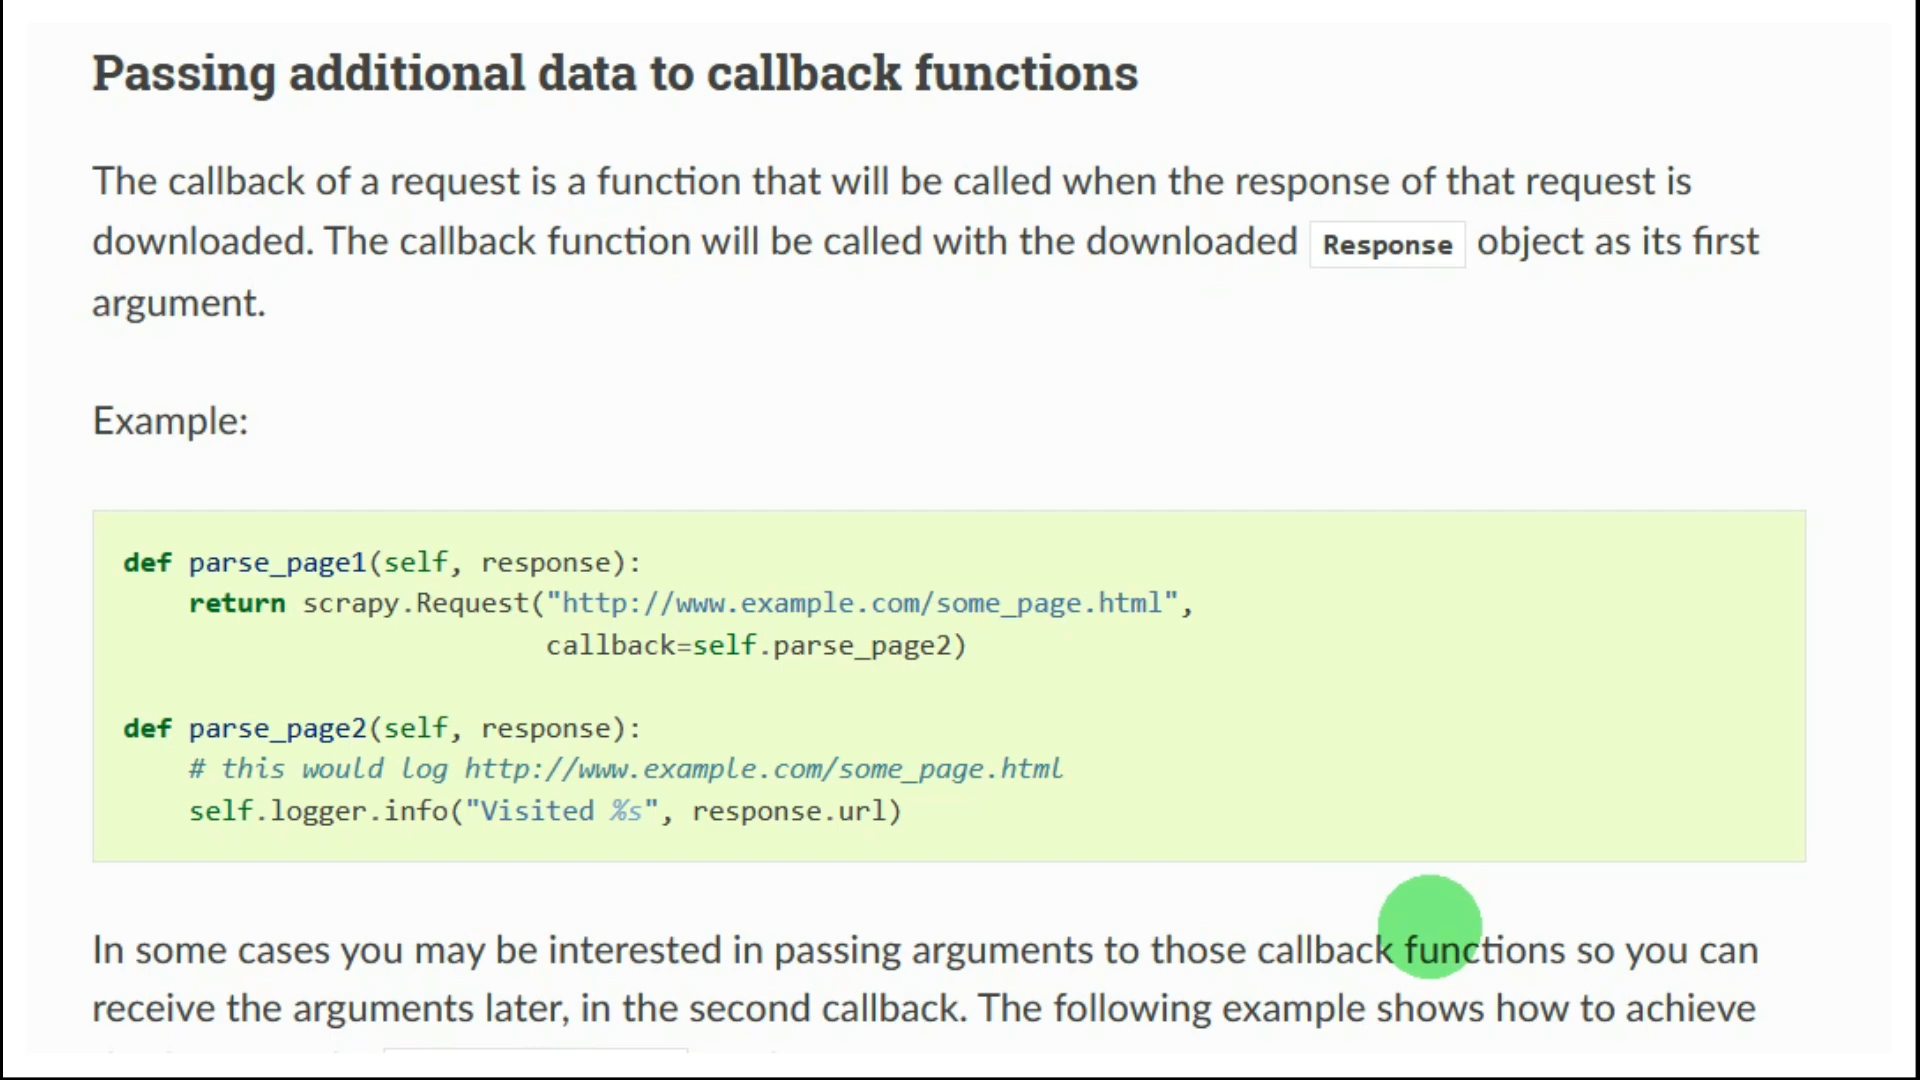 Passing additional data to callback functions
The callback of a request is a function that will be called when the response of that request is
downloaded. The callback function will be called with the downloaded Response object as its first
argument.
Example:
def parse_page1(self, response):
    return scrapy.Request("http://www.example.com/some_page.html",
                          callback=self.parse_page2)
def parse_page2(self, response):
    # this would log http://www.example.com/some_page.html
    self.logger.info("Visited %s", response.url)
In some cases you may be interested in passing arguments to those callback functions so you can
receive the arguments later, in the second callback. The following example shows how to achieve